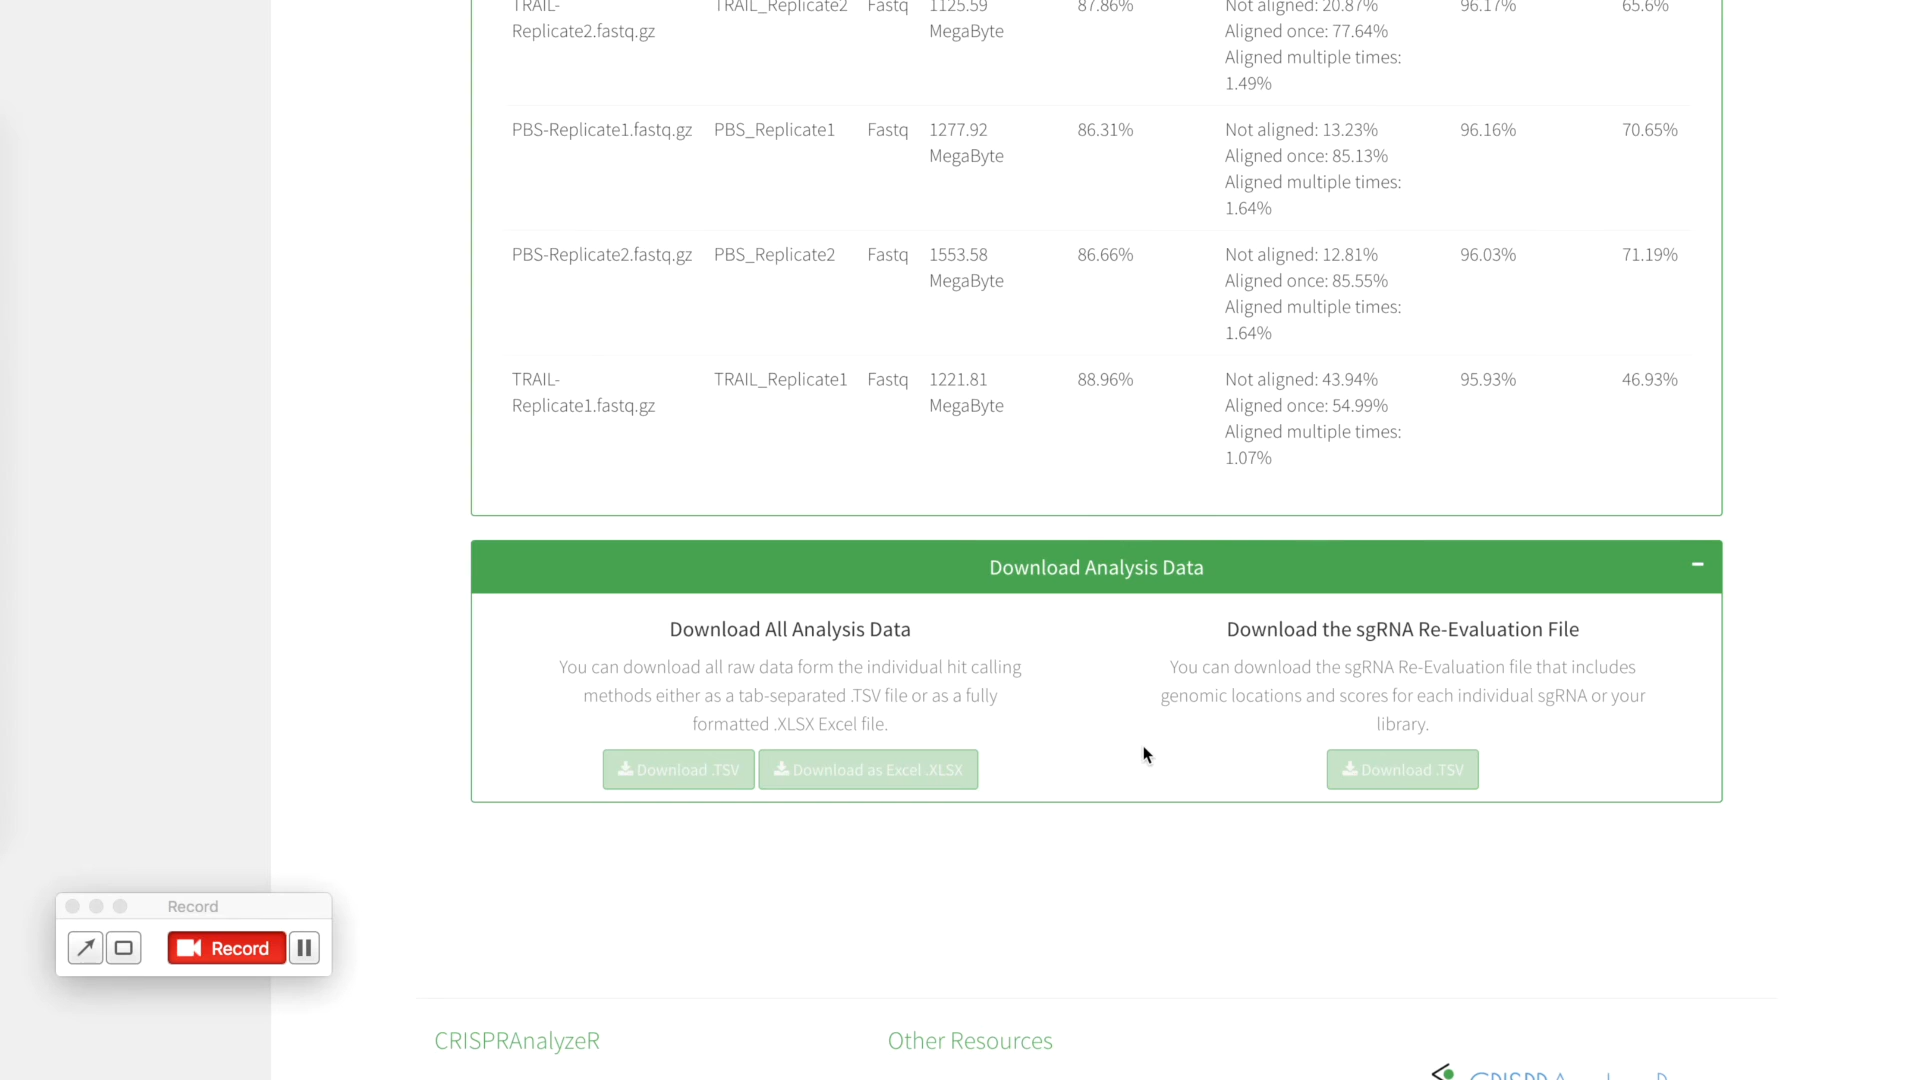 TRAIL- TRAIL_Replicate2 Fastq 1125.59 87.86% Not aligned: 20.87% 96.17% 65.6%
Replicate2.fastq.gz MegaByte Aligned once: 77.64%
Aligned multiple times:
1.49%
PBS-Replicate1.fastq.gz PBS_Replicate1 Fastq 1277.92 86.31% Not aligned: 13.23% 96.16% 70.65%
MegaByte Aligned once: 85.13%
Aligned multiple times:
1.64%
PBS-Replicate2.fastq.gz PBS_Replicate2 Fastq 1553.58 86.66% Not aligned: 12.81% 96.03% 71.19%
MegaByte Aligned once: 85.55%
Aligned multiple times:
1.64%
TRAIL- TRAIL_Replicate1 Fastq 1221.81 88.96% Not aligned: 43.94% 95.93% 46.93%
Replicate1.fastq.gz MegaByte Aligned once: 54.99%
Aligned multiple times:
1.07%
Download Analysis Data
Download All Analysis Data
You can download all raw data form the individual hit calling
methods either as a tab-separated .TSV file or as a fully
formatted .XLSX Excel file.
Download .TSV Download as Excel .XLSX
Download the sgRNA Re-Evaluation File
You can download the sgRNA Re-Evaluation file that includes
genomic locations and scores for each individual sgRNA or your
library.
Download .TSV
Record
Record
CRISPRAnalyzeR Other Resources